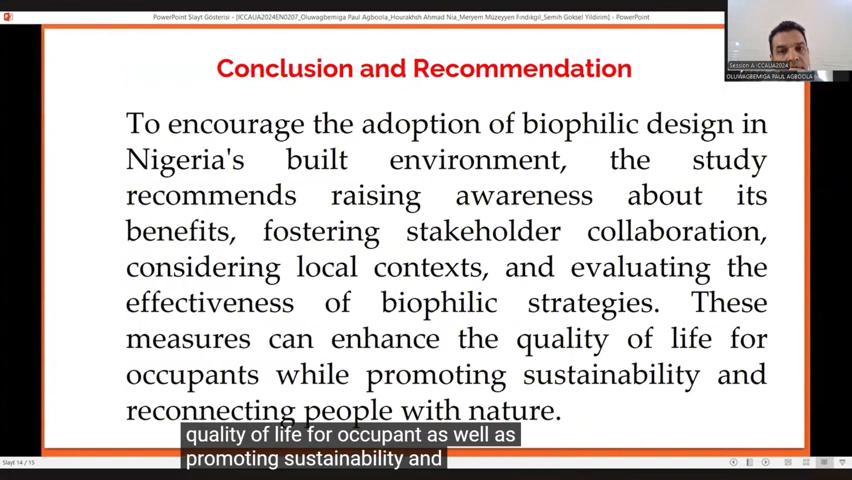 PowerPoint Slayt Gösterisi - [ICCAUA2024EN0207_Oluwagbemiga Paul Agboola_Hourakhsh Ahmad Nia_Meryem Müzeyyen Fındıkgil_Semih Goksel Yildirim] - PowerPoint
Session A ICCAUA2024
OLUWAGBEMIGA PAUL AGBOOLA
Conclusion and Recommendation
To encourage the adoption of biophilic design in
Nigeria's built environment, the study
recommends raising awareness about its
benefits, fostering stakeholder collaboration,
considering local contexts, and evaluating the
effectiveness of biophilic strategies. These
measures can enhance the quality of life for
occupants while promoting sustainability and
reconnecting people with nature.
quality of life for occupant as well as
promoting sustainability and
Slayt 14 / 15